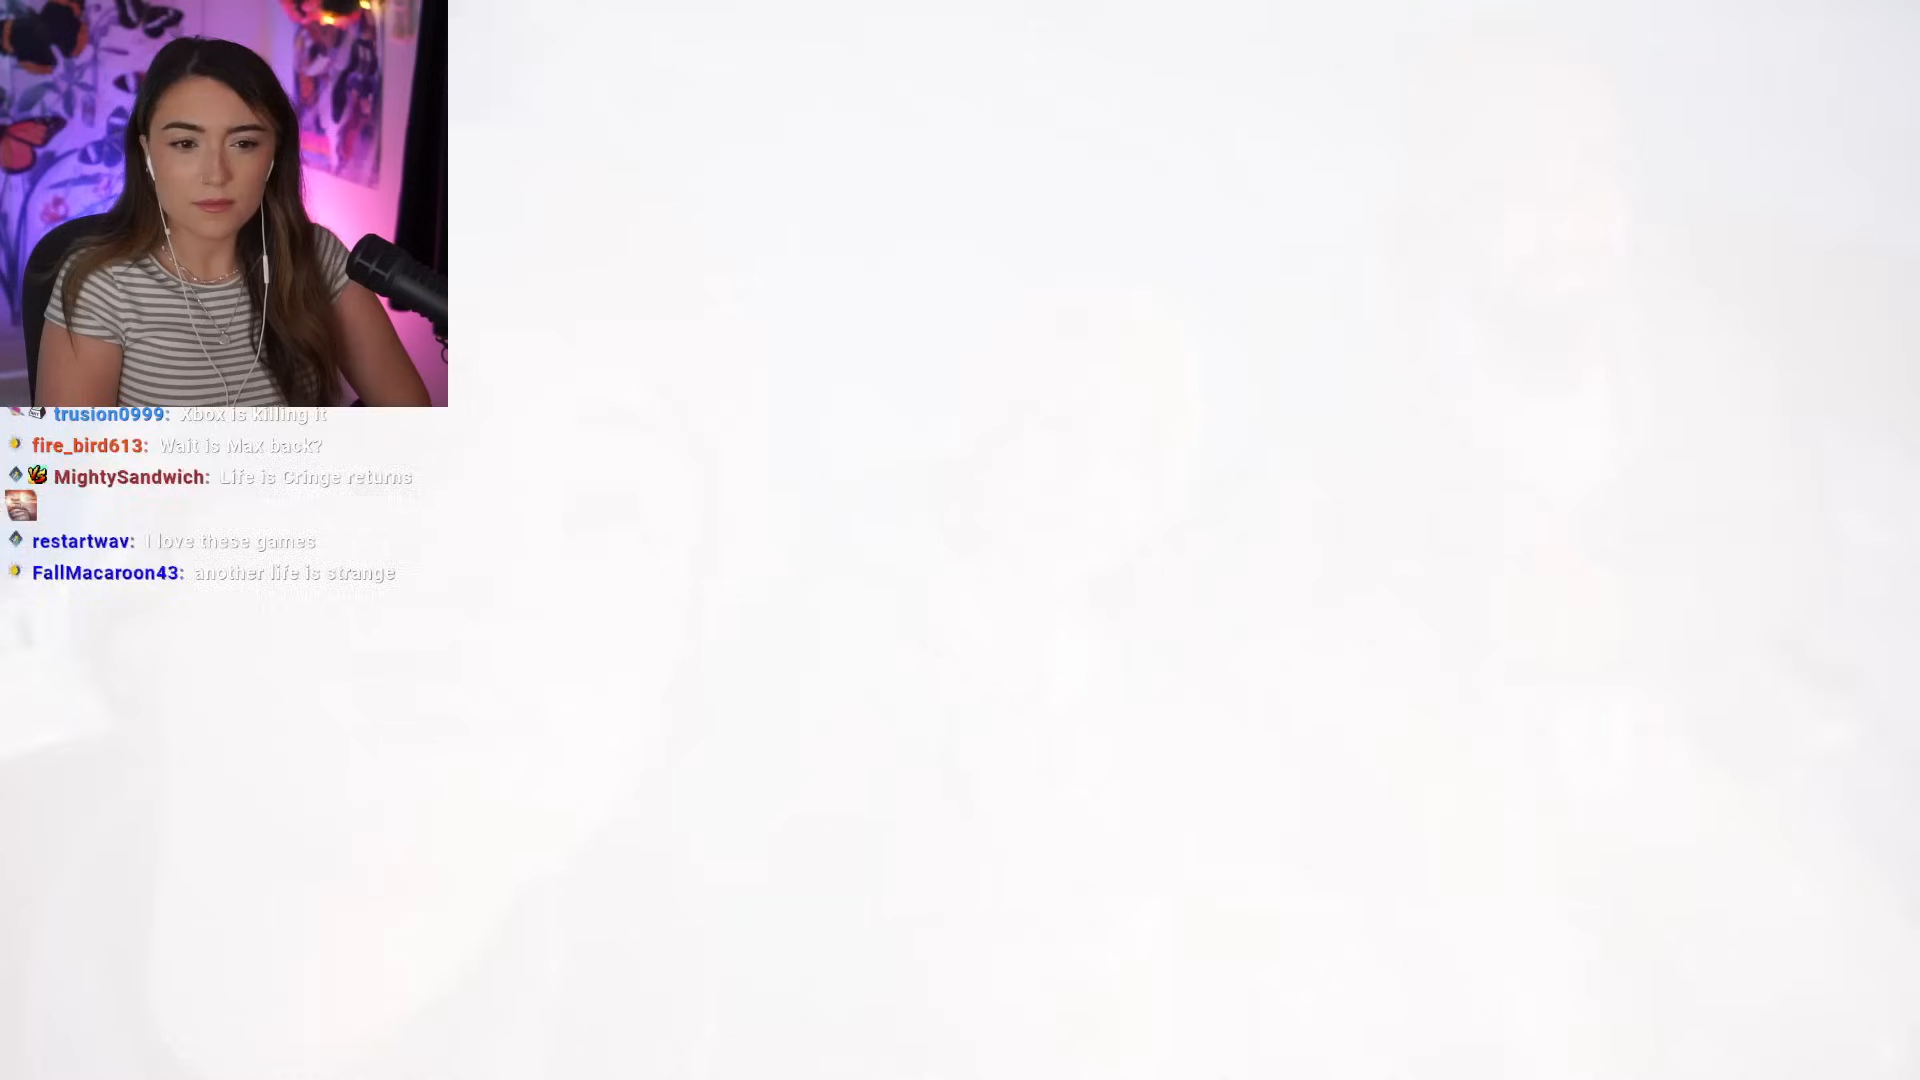 trusion0999: Xbox is killing it
fire_bird613: Wait is Max back?
MightySandwich: Life is Cringe returns
restartwav: I love these games
FallMacaroon43: another life is strange